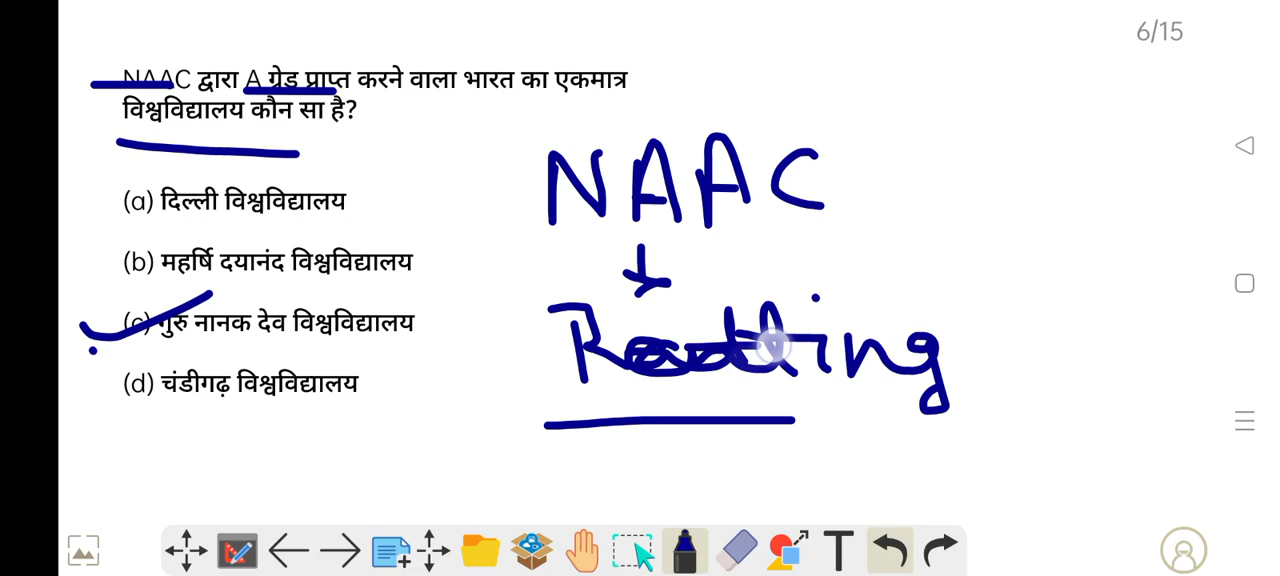 6/15
NAAC द्वारा A ग्रेड प्राप्त करने वाला भारत का एकमात्र
विश्वविद्यालय कौन सा है?
(a) दिल्ली विश्वविद्यालय
(b) महर्षि दयानंद विश्वविद्यालय
(c) गुरु नानक देव विश्वविद्यालय
(d) चंडीगढ़ विश्वविद्यालय
NAAC